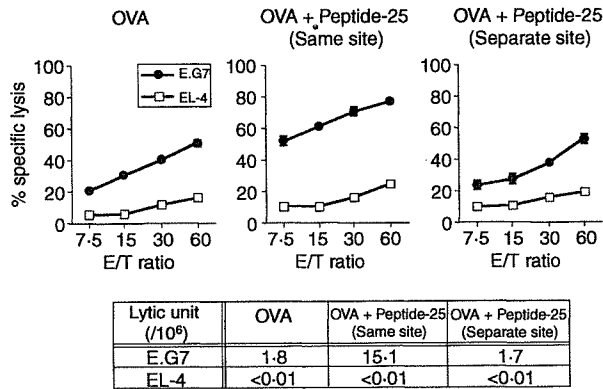 OVA
OVA + Peptide-25
(Same site)
OVA + Peptide-25
(Separate site)
% specific lysis
100
80
60
40
20
0
E.G7
EL-4
7·5 15 30 60
E/T ratio
100
80
60
40
20
0
7·5 15 30 60
E/T ratio
100
80
60
40
20
0
7·5 15 30 60
E/T ratio
Lytic unit (/10⁶) OVA OVA + Peptide-25 (Same site) OVA + Peptide-25 (Separate site)
E.G7 1·8 15·1 1·7
EL-4 <0·01 <0·01 <0·01